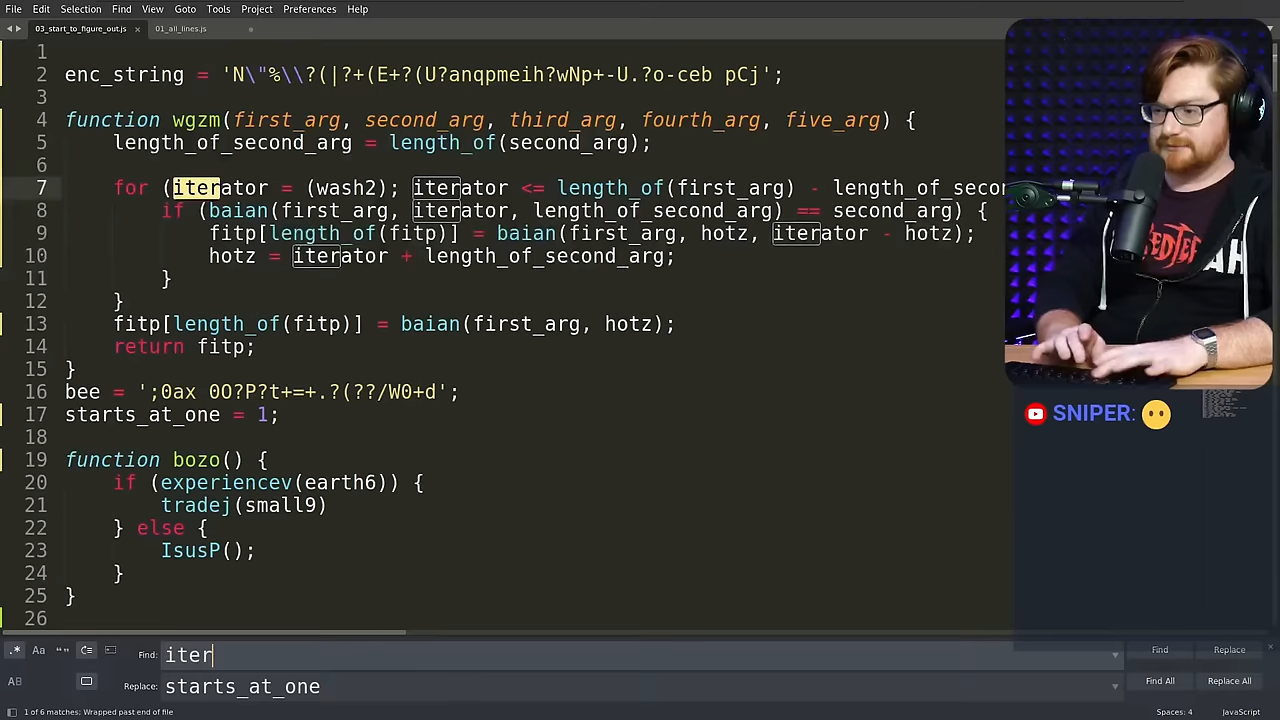 File Edit Selection Find View Goto Tools Project Preferences Help
03_start_to_figure_out.js × 01_all_lines.js
1
2 enc_string = 'N\"%\\?(|?+(E+?(U?anqpmeih?wNp+-U.?o-ceb pCj';
3
4 function wgzm(first_arg, second_arg, third_arg, fourth_arg, five_arg) {
5 length_of_second_arg = length_of(second_arg);
6
7 for (iterator = (wash2); iterator <= length_of(first_arg) - length_of_secon
8 if (baian(first_arg, iterator, length_of_second_arg) == second_arg) {
9 fitp[length_of(fitp)] = baian(first_arg, hotz, iterator - hotz);
10 hotz = iterator + length_of_second_arg;
11 }
12 }
13 fitp[length_of(fitp)] = baian(first_arg, hotz);
14 return fitp;
15 }
16 bee = ';0ax 0O?P?t+=+.?(??/W0+d';
17 starts_at_one = 1;
18
19 function bozo() {
20 if (experiencev(earth6)) {
21 tradej(small9)
22 } else {
23 IsusP();
24 }
25 }
26
SNIPER:
.* Aa “” Find: iter Find Replace
AB Replace: starts_at_one Find All Replace All
1 of 6 matches; Wrapped past end of file Spaces: 4 JavaScript